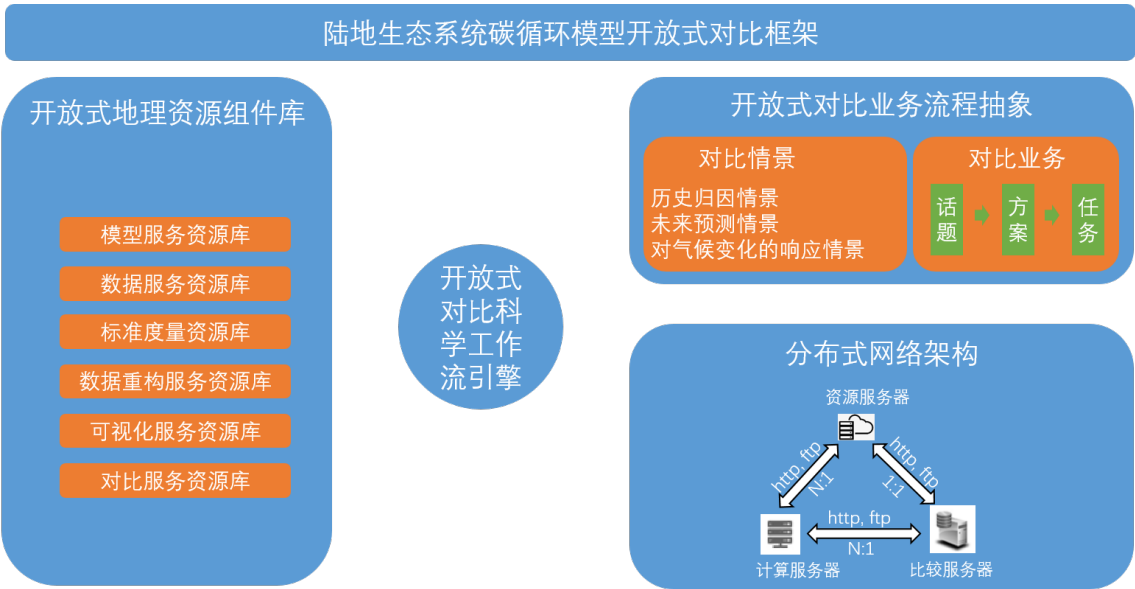 陆地生态系统碳循环模型开放式对比框架
开放式地理资源组件库
模型服务资源库
数据服务资源库
标准度量资源库
数据重构服务资源库
可视化服务资源库
对比服务资源库
开放式
对比科
学工作
流引擎
开放式对比业务流程抽象
对比情景
历史归因情景
未来预测情景
对气候变化的响应情景
对比业务
话题
方案
任务
分布式网络架构
资源服务器
http, ftp
N:1
http, ftp
1:1
http, ftp
N:1
计算服务器
比较服务器